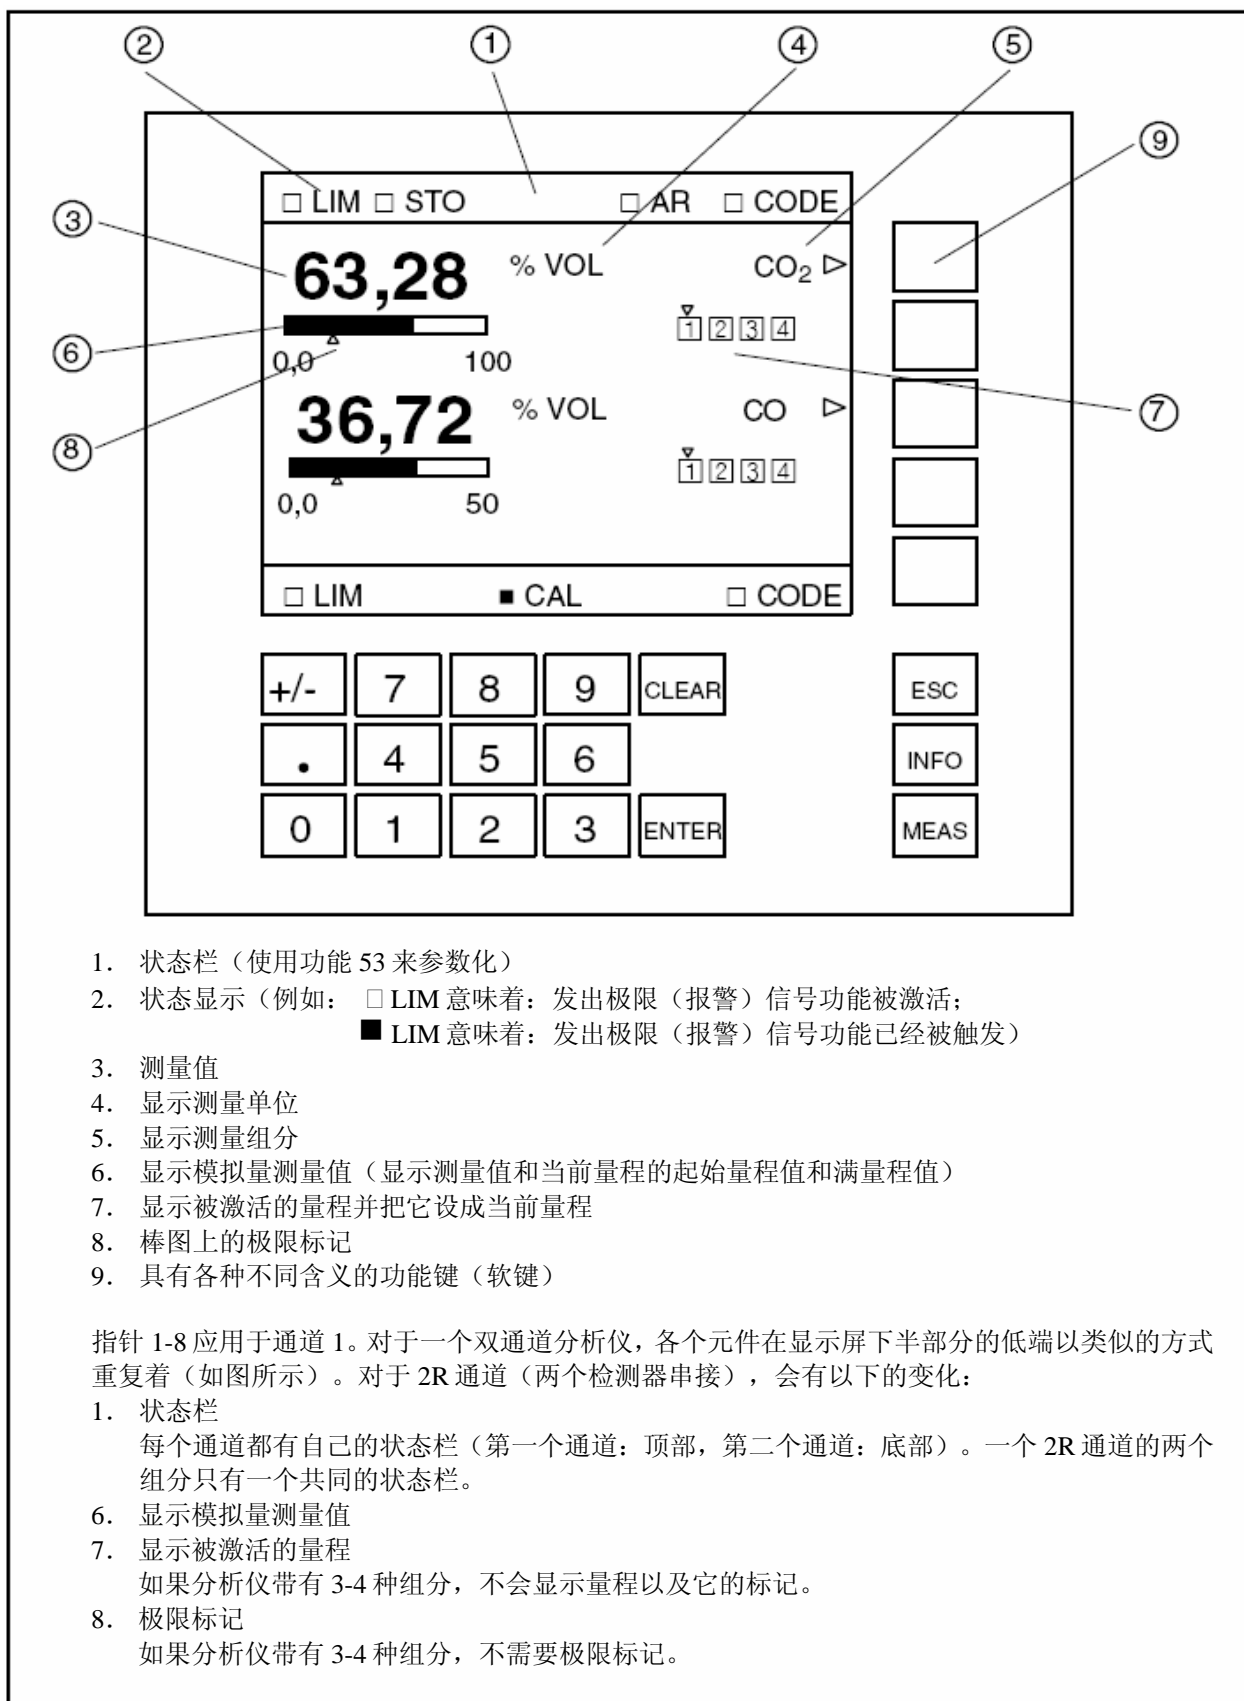 ② ① ④ ⑤
⑨
□ LIM □ STO □ AR □ CODE
③
63,28 % VOL CO₂ ▷
1 2 3 4
⑥
0,0 100
36,72 % VOL CO ▷
⑦
⑧
1 2 3 4
0,0 50
□ LIM ■ CAL □ CODE
+/- 7 8 9 CLEAR ESC
. 4 5 6 INFO
0 1 2 3 ENTER MEAS
1. 状态栏（使用功能 53 来参数化）
2. 状态显示（例如： □ LIM 意味着：发出极限（报警）信号功能被激活；
■ LIM 意味着：发出极限（报警）信号功能已经被触发）
3. 测量值
4. 显示测量单位
5. 显示测量组分
6. 显示模拟量测量值（显示测量值和当前量程的起始量程值和满量程值）
7. 显示被激活的量程并把它设成当前量程
8. 棒图上的极限标记
9. 具有各种不同含义的功能键（软键）
指针 1-8 应用于通道 1。对于一个双通道分析仪，各个元件在显示屏下半部分的低端以类似的方式
重复着（如图所示）。对于 2R 通道（两个检测器串接），会有以下的变化：
1. 状态栏
每个通道都有自己的状态栏（第一个通道：顶部，第二个通道：底部）。一个 2R 通道的两个
组分只有一个共同的状态栏。
6. 显示模拟量测量值
7. 显示被激活的量程
如果分析仪带有 3-4 种组分，不会显示量程以及它的标记。
8. 极限标记
如果分析仪带有 3-4 种组分，不需要极限标记。